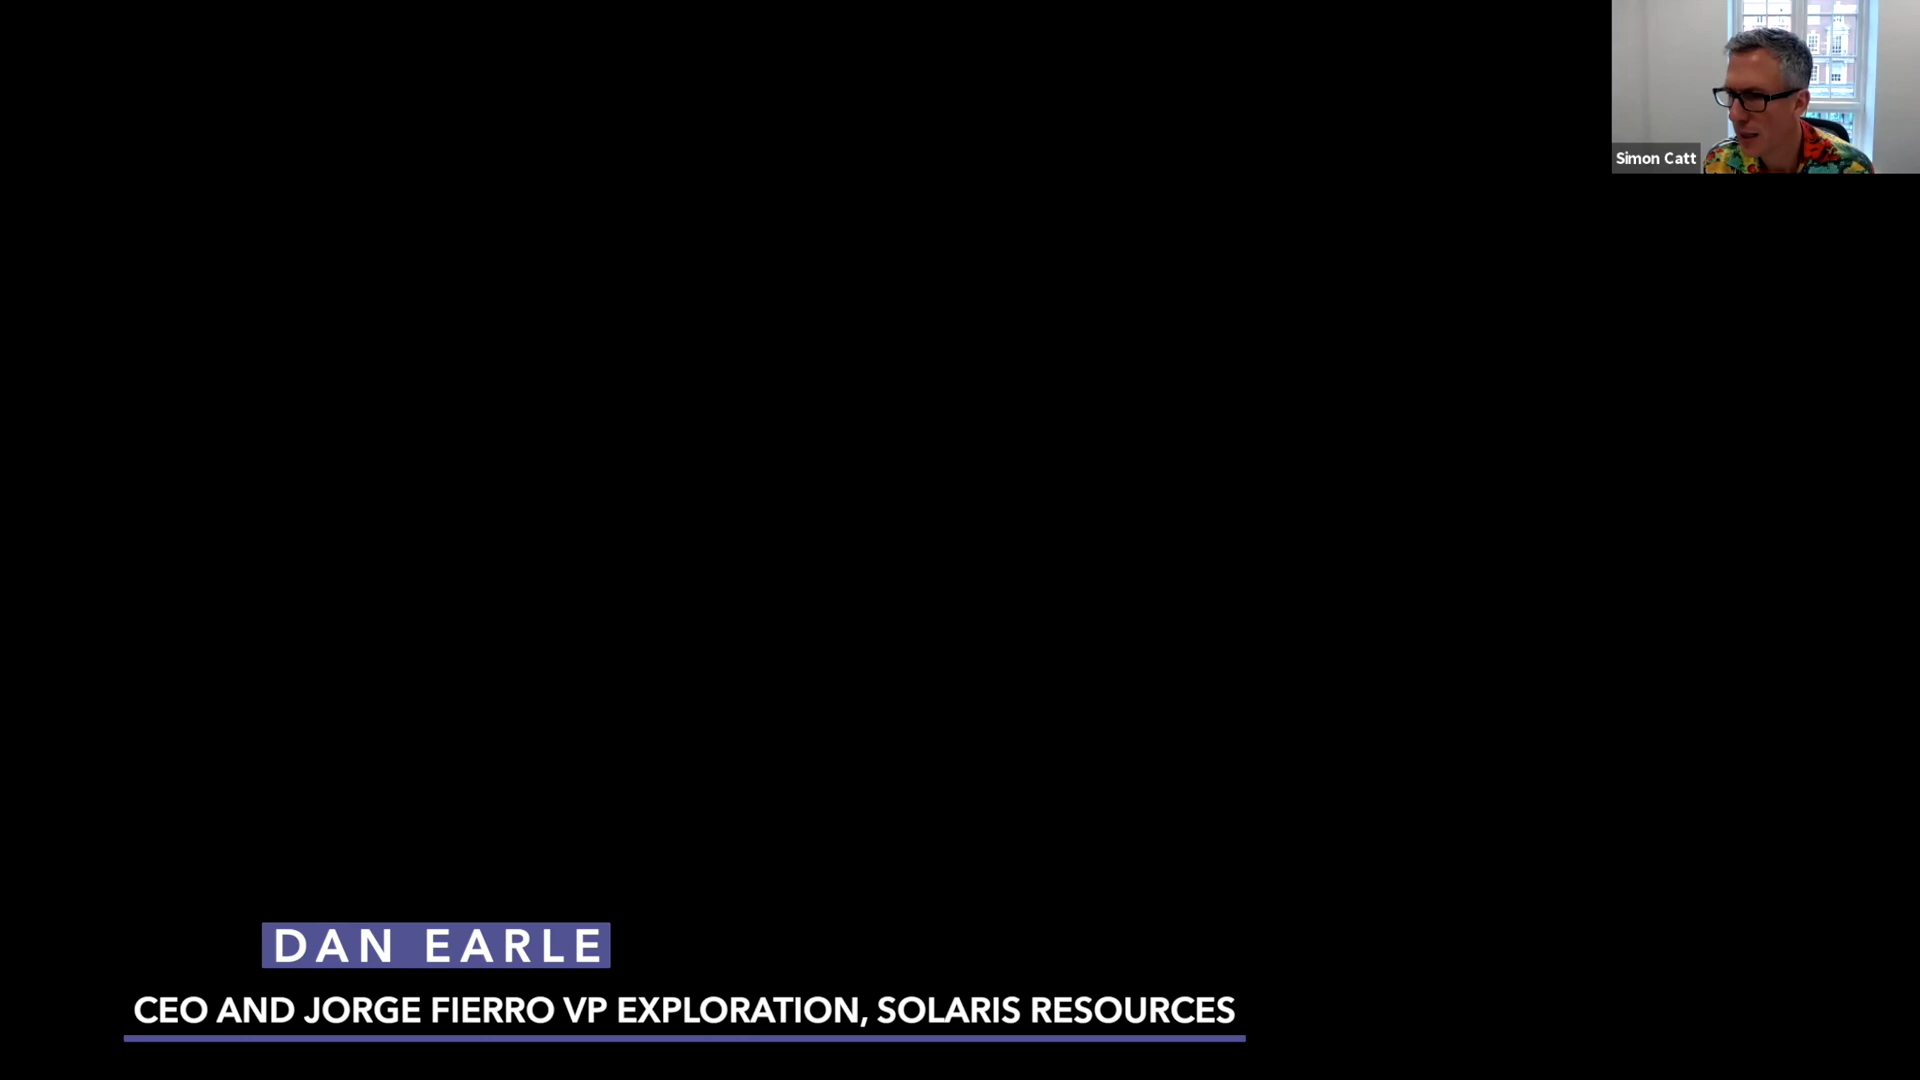 Simon Catt
DAN EARLE
CEO AND JORGE FIERRO VP EXPLORATION, SOLARIS RESOURCES